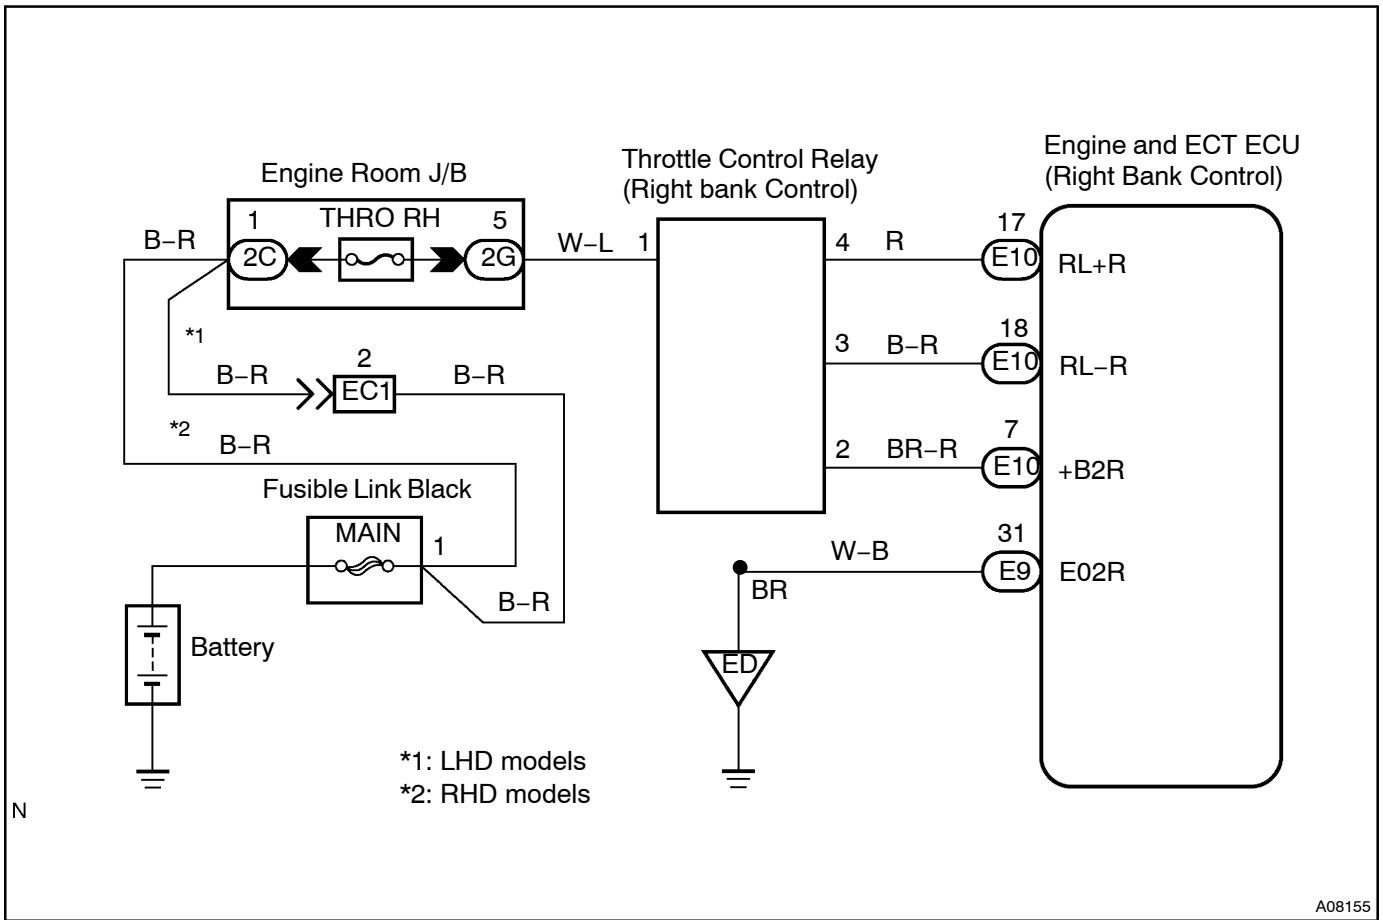 Engine Room J/B
Throttle Control Relay
(Right bank Control)
Engine and ECT ECU
(Right Bank Control)
1
THRO RH
5
B–R
2C
2G
W–L
1
4
R
17
E10
RL+R
*1
3
B–R
18
E10
RL–R
2
B–R
EC1
B–R
*2
B–R
2
BR–R
7
E10
+B2R
Fusible Link Black
MAIN
1
B–R
W–B
31
E9
E02R
BR
Battery
ED
*1: LHD models
*2: RHD models
N
A08155